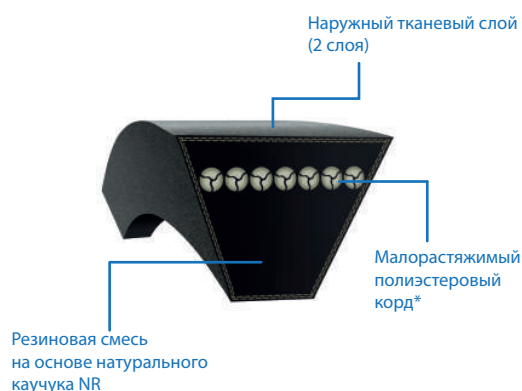 Наружный тканевый слой
(2 слоя)
Малорастяжимый
полиэстеровый
корд*
Резиновая смесь
на основе натурального
каучука NR